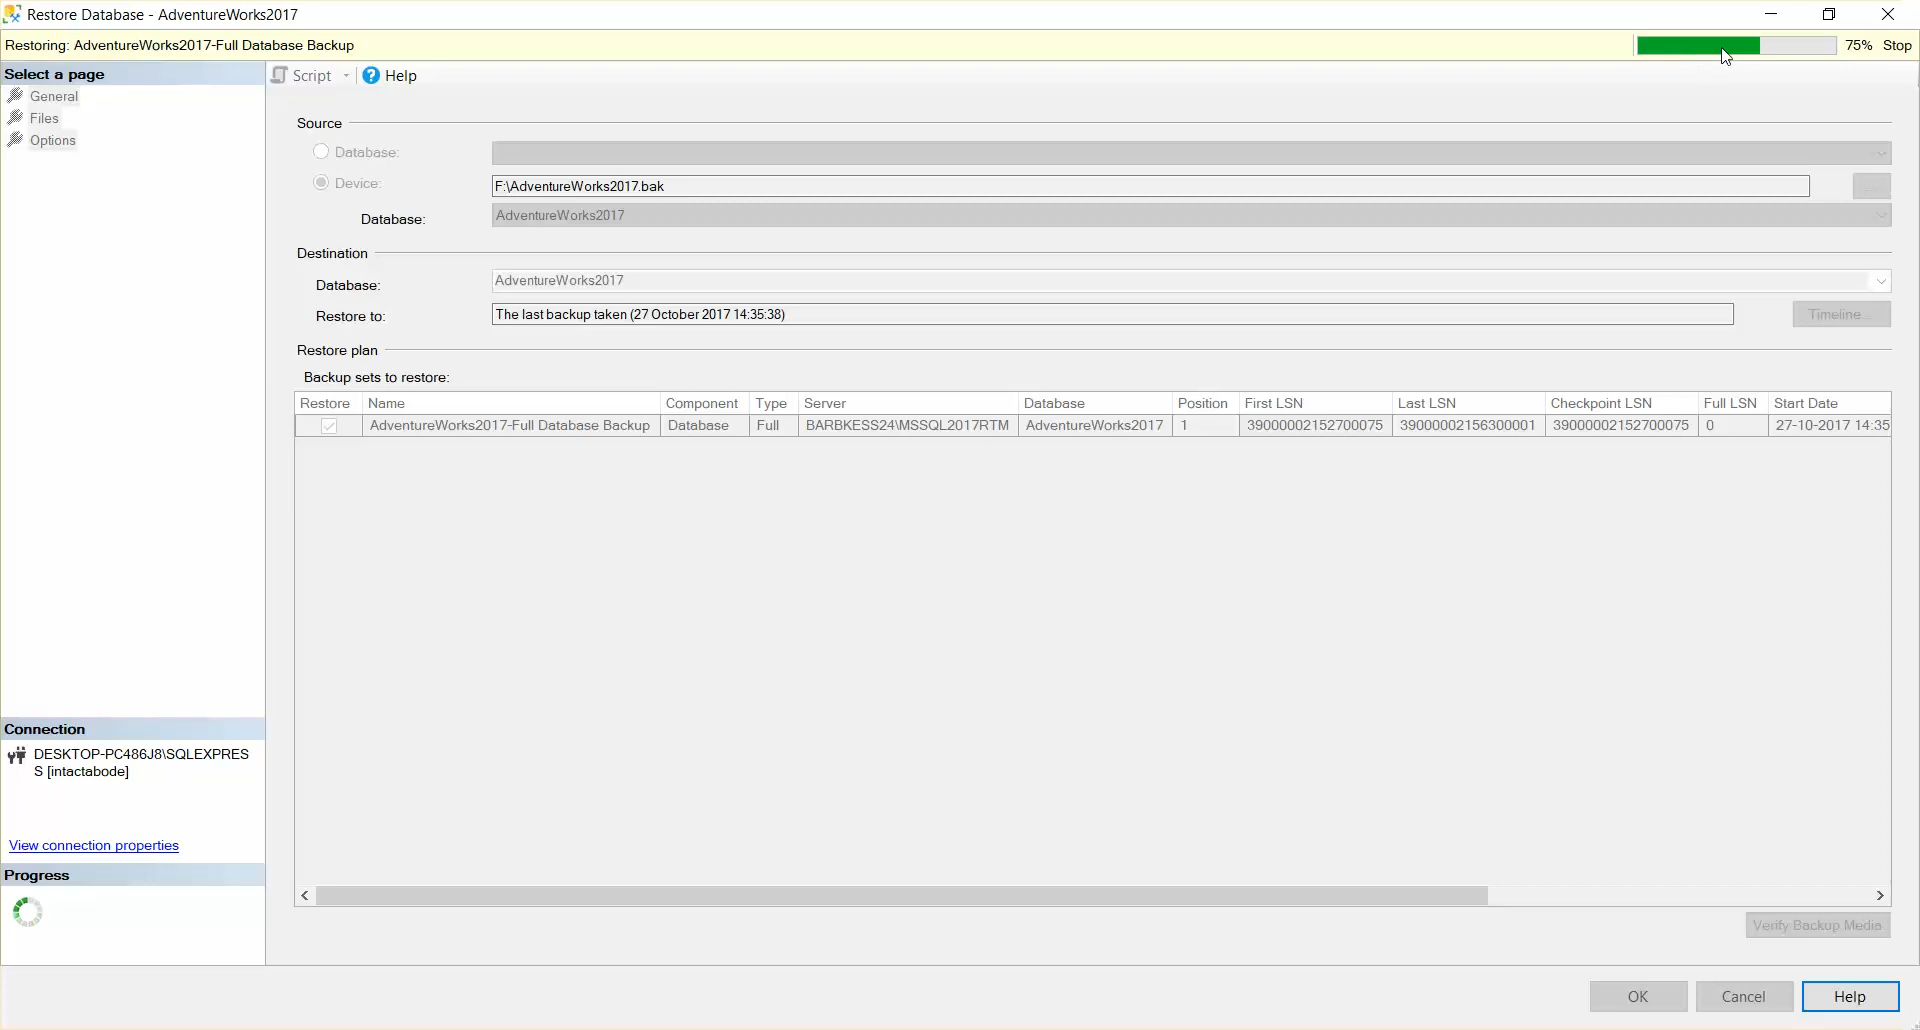 Restore Database - AdventureWorks2017
Restoring: AdventureWorks2017-Full Database Backup
75% Stop
Select a page
General
Files
Options
Script
Help
Source
Database:
Device:
F:\AdventureWorks2017.bak
Database:
AdventureWorks2017
Destination
Database:
AdventureWorks2017
Restore to:
The last backup taken (27 October 2017 14:35:38)
Timeline...
Restore plan
Backup sets to restore:
Restore Name Component Type Server Database Position First LSN Last LSN Checkpoint LSN Full LSN Start Date
AdventureWorks2017-Full Database Backup Database Full BARBKESS24\MSSQL2017RTM AdventureWorks2017 1 39000002152700075 39000002156300001 39000002152700075 0 27-10-2017 14:35
Connection
DESKTOP-PC486J8\SQLEXPRES
S [intactabode]
View connection properties
Progress
Verify Backup Media
OK
Cancel
Help